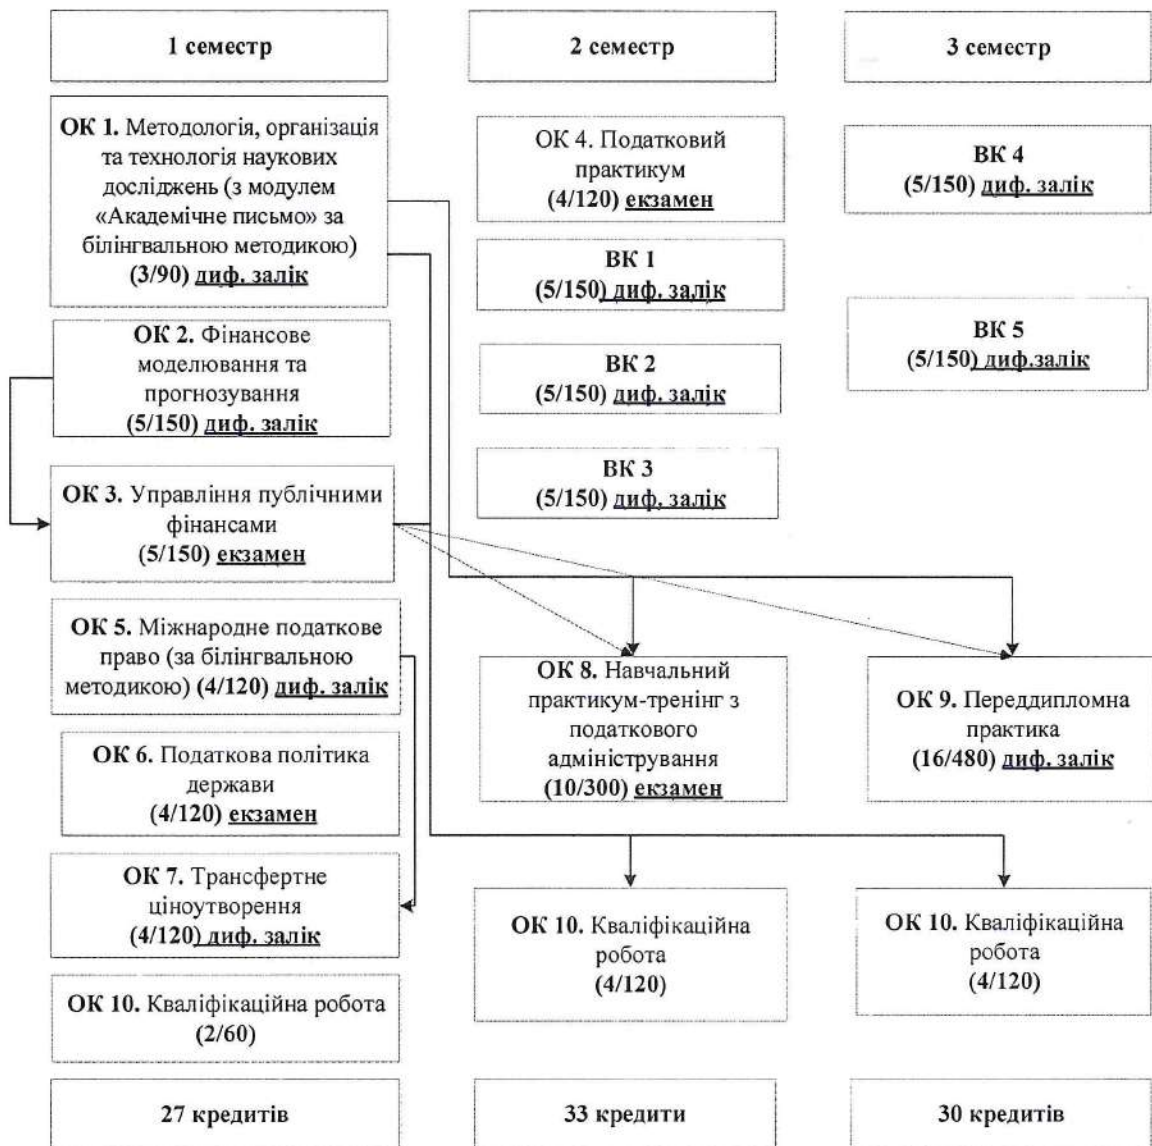 1 семестр
ОК 1. Методологія, організація
та технологія наукових
досліджень (з модулем
«Академічне письмо» за
білінгвальною методикою)
(3/90) диф. залік
ОК 2. Фінансове
моделювання та
прогнозування
(5/150) диф. залік
ОК 3. Управління публічними
фінансами
(5/150) екзамен
ОК 5. Міжнародне податкове
право (за білінгвальною
методикою) (4/120) диф. залік
ОК 6. Податкова політика
держави
(4/120) екзамен
ОК 7. Трансфертне
ціноутворення
(4/120) диф. залік
ОК 10. Кваліфікаційна робота
(2/60)
27 кредитів
2 семестр
ОК 4. Податковий
практикум
(4/120) екзамен
ВК 1
(5/150) диф. залік
ВК 2
(5/150) диф. залік
ВК 3
(5/150) диф. залік
ОК 8. Навчальний
практикум-тренінг з
податкового
адміністрування
(10/300) екзамен
ОК 10. Кваліфікаційна
робота
(4/120)
33 кредити
3 семестр
ВК 4
(5/150) диф. залік
ВК 5
(5/150) диф.залік
ОК 9. Переддипломна
практика
(16/480) диф. залік
ОК 10. Кваліфікаційна
робота
(4/120)
30 кредитів